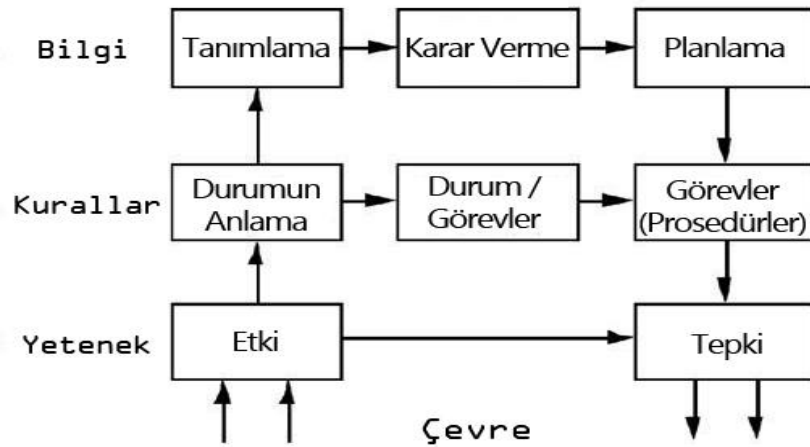 Bilgi
Tanımlama
Karar Verme
Planlama
Kurallar
Durumun
Anlama
Durum /
Görevler
Görevler
(Prosedürler)
Yetenek
Etki
Tepki
Çevre